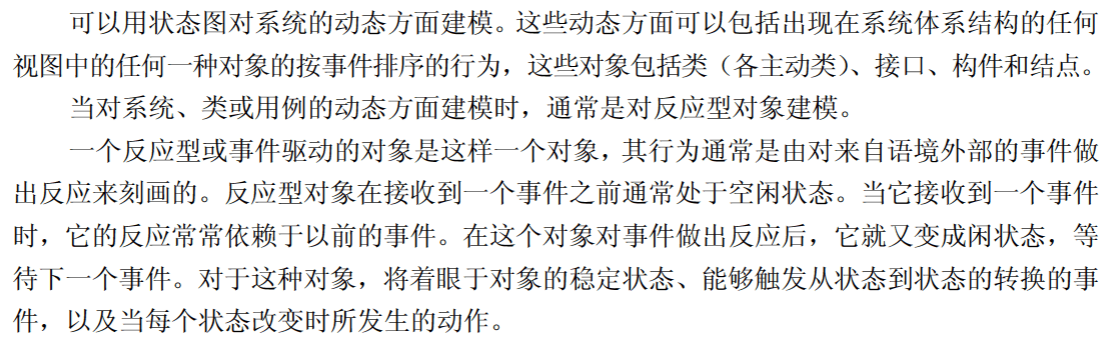 可以用状态图对系统的动态方面建模。这些动态方面可以包括出现在系统体系结构的任何
视图中的任何一种对象的按事件排序的行为，这些对象包括类（各主动类）、接口、构件和结点。
当对系统、类或用例的动态方面建模时，通常是对反应型对象建模。
一个反应型或事件驱动的对象是这样一个对象，其行为通常是由对来自语境外部的事件做
出反应来刻画的。反应型对象在接收到一个事件之前通常处于空闲状态。当它接收到一个事件
时，它的反应常常依赖于以前的事件。在这个对象对事件做出反应后，它就又变成闲状态，等
待下一个事件。对于这种对象，将着眼于对象的稳定状态、能够触发从状态到状态的转换的事
件，以及当每个状态改变时所发生的动作。